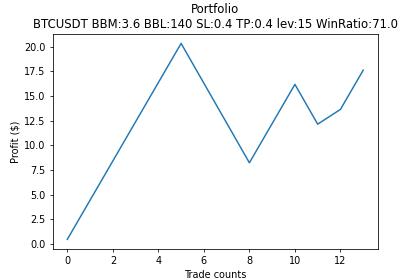 Portfolio
BTCUSDT BBM:3.6 BBL:140 SL:0.4 TP:0.4 lev:15 WinRatio:71.0
20.0
17.5
15.0
12.5
10.0
7.5
5.0
2.5
0.0
Profit ($)
0 2 4 6 8 10 12
Trade counts